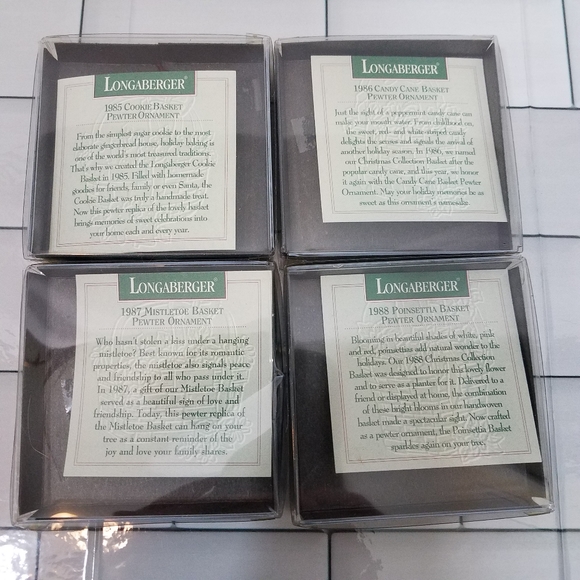 LONGABERGER®
1985 COOKIE BASKET
PEWTER ORNAMENT
From the simplest sugar cookie to the most
elaborate gingerbread house, holiday baking is
one of the world's most treasured traditions.
That's why we created the Longaberger Cookie
Basket in 1985. Filled with homemade
goodies for friends, family or even Santa, the
Cookie Basket was truly a handmade treat.
Now this pewter replica of the lovely basket
brings memories of sweet celebrations into
your home each and every year.
LONGABERGER®
1986 CANDY CANE BASKET
PEWTER ORNAMENT
Just the sight of a peppermint candy cane can
make your mouth water. From childhood on,
the sweet, red- and white-striped candy
delights the senses and signals the arrival of
another holiday season. In 1986, we named
our Christmas Collection Basket after the
popular candy cane, and this year, we honor
it again with the Candy Cane Basket Pewter
Ornament. May your holiday memories be as
sweet as this ornament's namesake.
LONGABERGER®
1987 MISTLETOE BASKET
PEWTER ORNAMENT
Who hasn't stolen a kiss under a hanging
mistletoe? Best known for its romantic
properties, the mistletoe also signals peace
and friendship to all who pass under it.
In 1987, a gift of our Mistletoe Basket
served as a beautiful sign of love and
friendship. Today, this pewter replica of
the Mistletoe Basket can hang on your
tree as a constant reminder of the
joy and love your family shares.
LONGABERGER®
1988 POINSETTIA BASKET
PEWTER ORNAMENT
Blooming in beautiful shades of white, pink
and red, poinsettias add natural wonder to the
holidays. Our 1988 Christmas Collection
Basket was designed to honor this lovely flower
and to serve as a planter for it. Delivered to a
friend or displayed at home, the combination
of these bright blooms in our handwoven
basket made a spectacular sight. Now crafted
as a pewter ornament, the Poinsettia Basket
sparkles again on your tree.